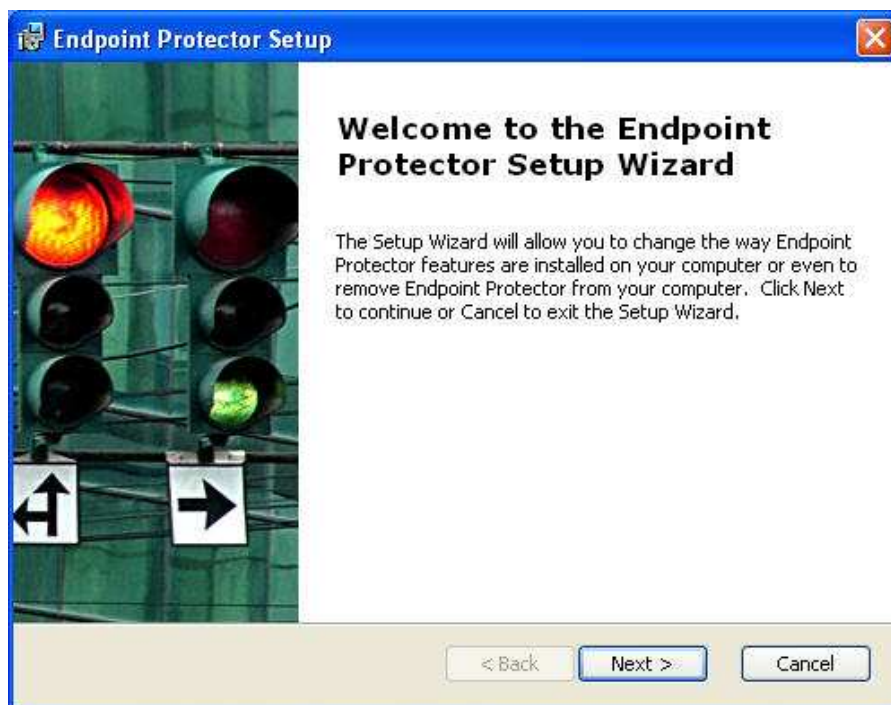 Endpoint Protector Setup
Welcome to the Endpoint
Protector Setup Wizard
The Setup Wizard will allow you to change the way Endpoint
Protector features are installed on your computer or even to
remove Endpoint Protector from your computer.  Click Next
to continue or Cancel to exit the Setup Wizard.
< Back
Next >
Cancel